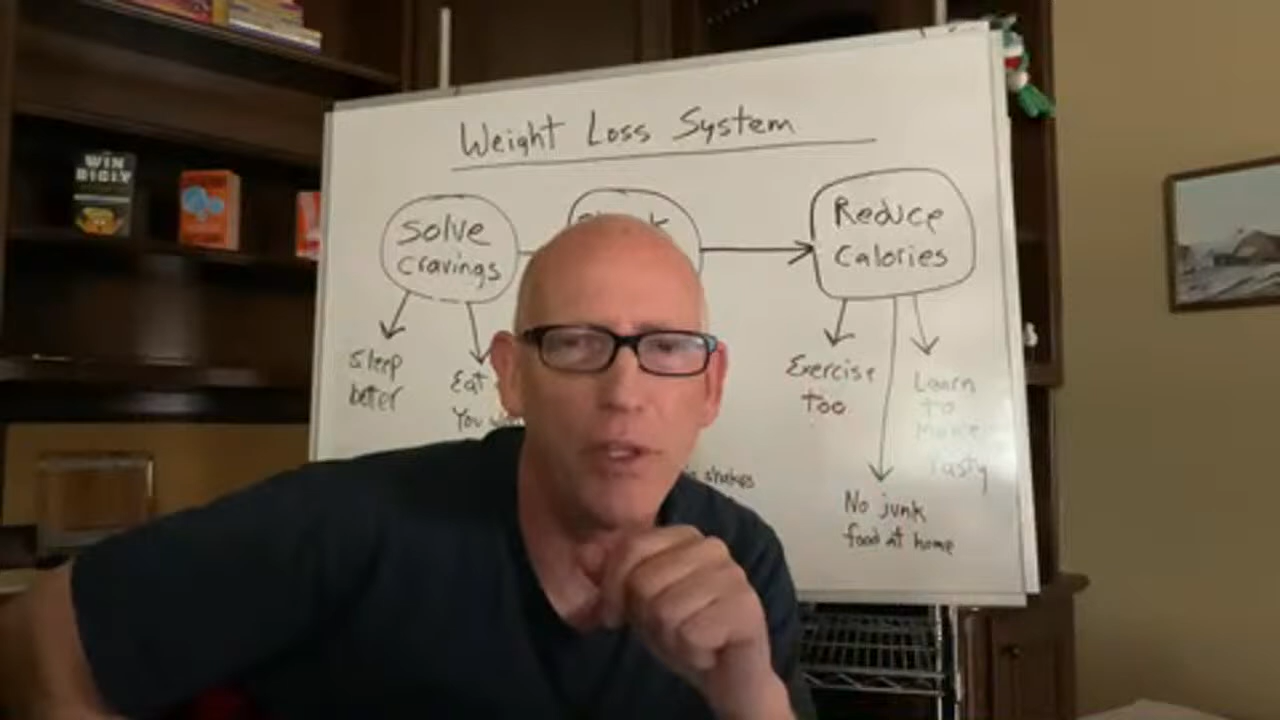 WIN
BIGLY
Weight Loss System
Solve
cravings
Reduce
Calories
Sleep
better
Eat
You
shakes
Exercise
too
Learn
to
Make
Tasty
No junk
food at home